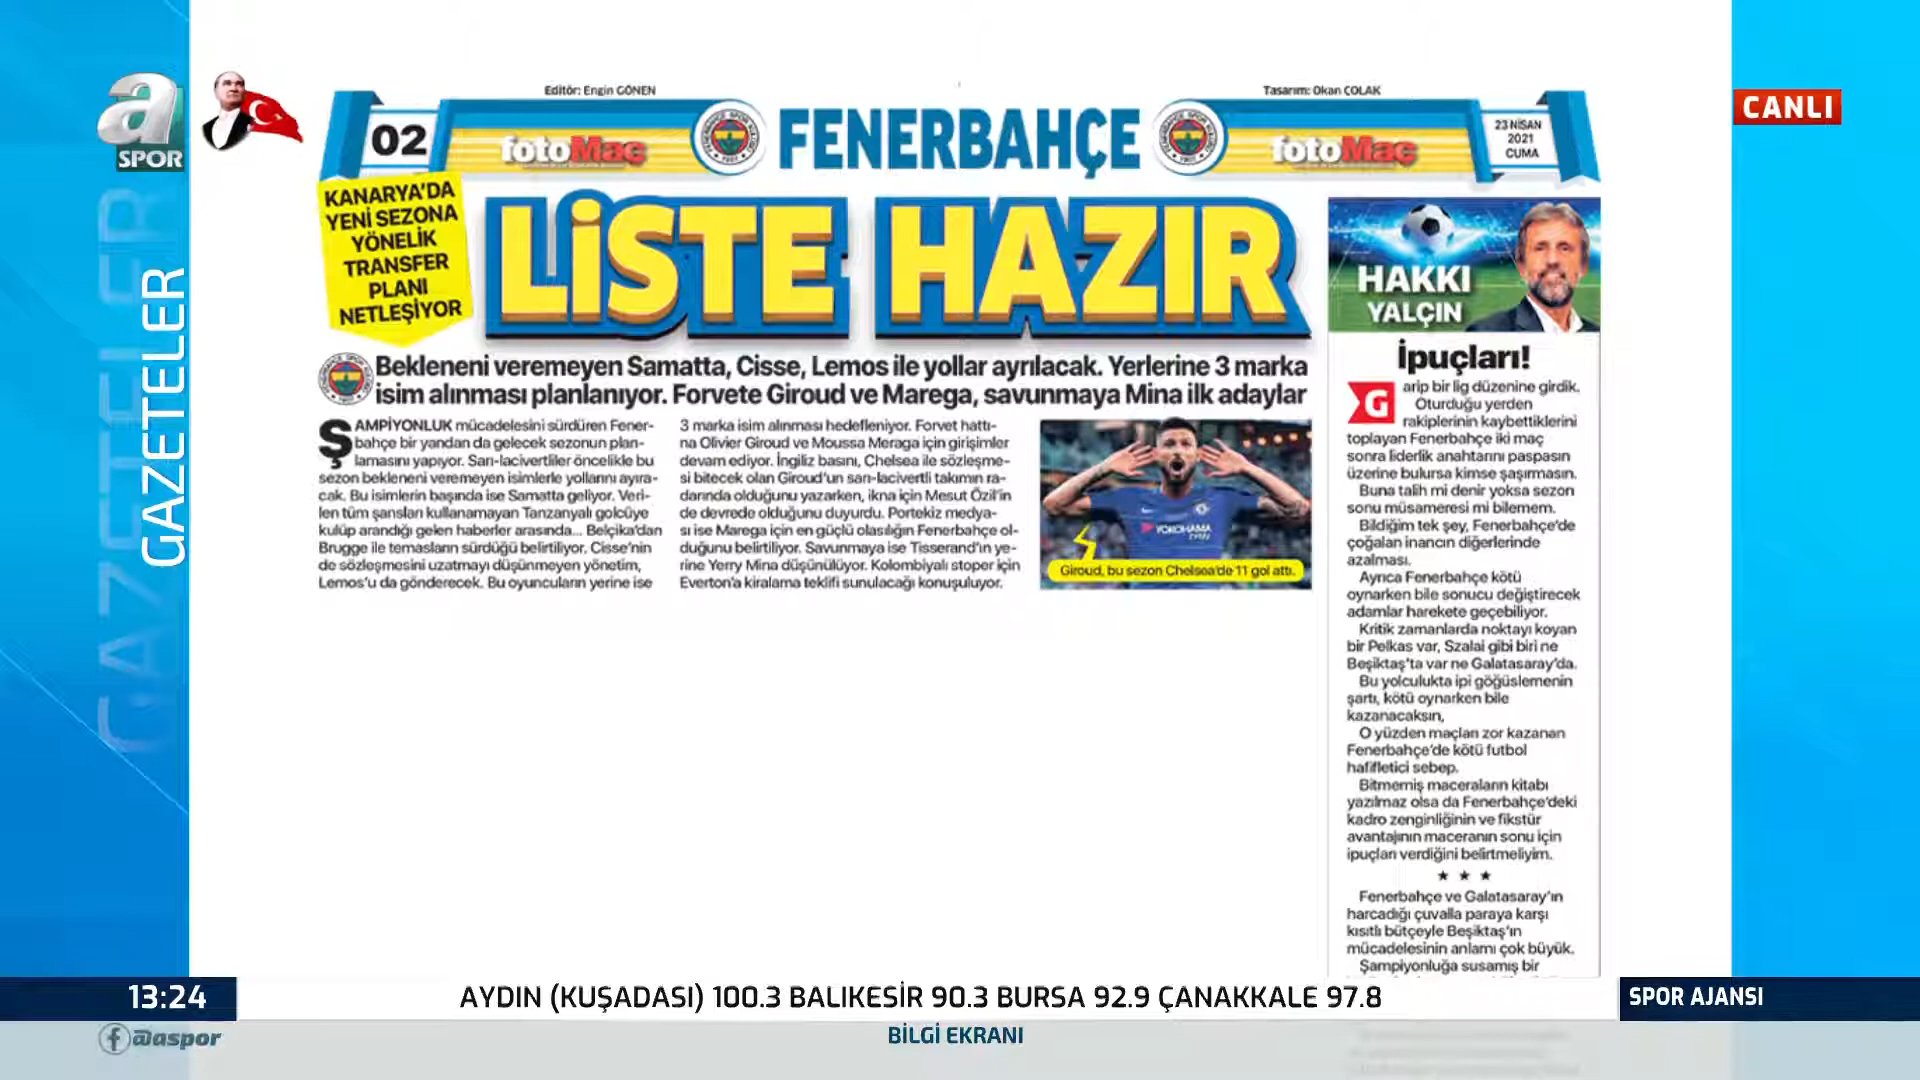 a
SPOR
GAZETELER
GAZETELER
CANLI
Editör: Engin GÖNEN
Tasarım: Okan ÇOLAK
02
fotoMaç
FENERBAHÇE
fotoMaç
23 NİSAN
2021
CUMA
KANARYA'DA
YENİ SEZONA
YÖNELİK
TRANSFER
PLANI
NETLEŞİYOR
LİSTE HAZIR
Bekleneni veremeyen Samatta, Cisse, Lemos ile yollar ayrılacak. Yerlerine 3 marka
isim alınması planlanıyor. Forvete Giroud ve Marega, savunmaya Mina ilk adaylar
ŞAMPİYONLUK mücadelesini sürdüren Fener-
bahçe bir yandan da gelecek sezonun plan-
lamasını yapıyor. Sarı-lacivertliler öncelikle bu
sezon bekleneni veremeyen isimlerle yollarını ayıra-
cak. Bu isimlerin başında ise Samatta geliyor. Veri-
len tüm şansları kullanamayan Tanzanyalı golcüye
kulüp arandığı gelen haberler arasında... Belçika'dan
Brugge ile temasların sürdüğü belirtiliyor. Cisse'nin
de sözleşmesini uzatmayı düşünmeyen yönetim,
Lemos'u da gönderecek. Bu oyuncuların yerine ise
3 marka isim alınması hedefleniyor. Forvet hattı-
na Olivier Giroud ve Moussa Meraga için girişimler
devam ediyor. İngiliz basını, Chelsea ile sözleşme-
si bitecek olan Giroud'un sarı-lacivertli takımın ra-
darında olduğunu yazarken, ikna için Mesut Özil'in
de devrede olduğunu duyurdu. Portekiz medya-
sı ise Marega için en güçlü olasılığın Fenerbahçe ol-
duğunu belirtiliyor. Savunmaya ise Tisserand'ın ye-
rine Yerry Mina düşünülüyor. Kolombiyalı stoper için
Everton'a kiralama teklifi sunulacağı konuşuluyor.
YOKOHAMA
TYRES
Giroud, bu sezon Chelsea'de 11 gol attı.
HAKKI
YALÇIN
İpuçları!
Garip bir lig düzenine girdik.
Oturduğu yerden
rakiplerinin kaybettiklerini
toplayan Fenerbahçe iki maç
sonra liderlik anahtarını paspasın
üzerine bulursa kimse şaşırmasın.
Buna talih mi denir yoksa sezon
sonu müsameresi mi bilemem.
Bildiğim tek şey, Fenerbahçe'de
çoğalan inancın diğerlerinde
azalması.
Ayrıca Fenerbahçe kötü
oynarken bile sonucu değiştirecek
adamlar harekete geçebiliyor.
Kritik zamanlarda noktayı koyan
bir Pelkas var, Szalai gibi biri ne
Beşiktaş'ta var ne Galatasaray'da.
Bu yolculukta ipi göğüslemenin
şartı, kötü oynarken bile
kazanacaksın,
O yüzden maçları zor kazanan
Fenerbahçe'de kötü futbol
hafifletici sebep.
Bitmemiş maceraların kitabı
yazılmaz olsa da Fenerbahçe'deki
kadro zenginliğinin ve fikstür
avantajının maceranın sonu için
ipuçları verdiğini belirtmeliyim.
★ ★ ★
Fenerbahçe ve Galatasaray'ın
harcadığı çuvalla paraya karşı
kısıtlı bütçeyle Beşiktaş'ın
mücadelesinin anlamı çok büyük.
Şampiyonluğa susamış bir
13:24
AYDIN (KUŞADASI) 100.3 BALIKESİR 90.3 BURSA 92.9 ÇANAKKALE 97.8
SPOR AJANSI
@aspor
BİLGİ EKRANI